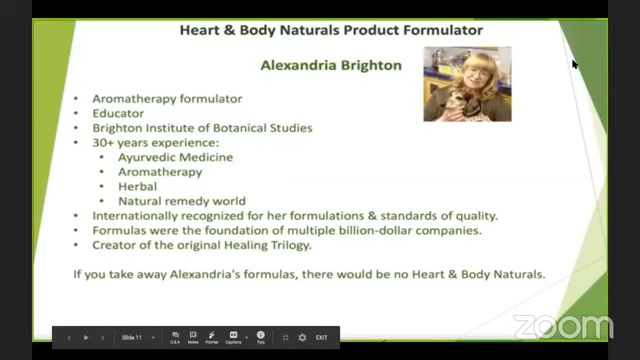 Heart & Body Naturals Product Formulator
Alexandria Brighton
• Aromatherapy formulator
• Educator
• Brighton Institute of Botanical Studies
• 30+ years experience:
• Ayurvedic Medicine
• Aromatherapy
• Herbal
• Natural remedy world
• Internationally recognized for her formulations & standards of quality.
• Formulas were the foundation of multiple billion-dollar companies.
• Creator of the original Healing Trilogy.
If you take away Alexandria's formulas, there would be no Heart & Body Naturals.
Slide 11
Q&A Notes Pointer Captions Tips EXIT
zoom